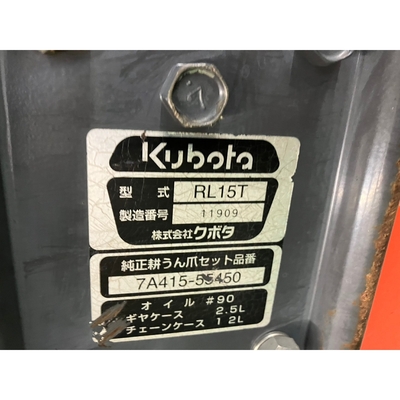 7
Kubota
型式 RL15T
製造番号 11909
株式会社クボタ
純正耕うん爪セット品番
7A415-55450
オイル #90
ギヤケース 2.5L
チェーンケース 1.2L